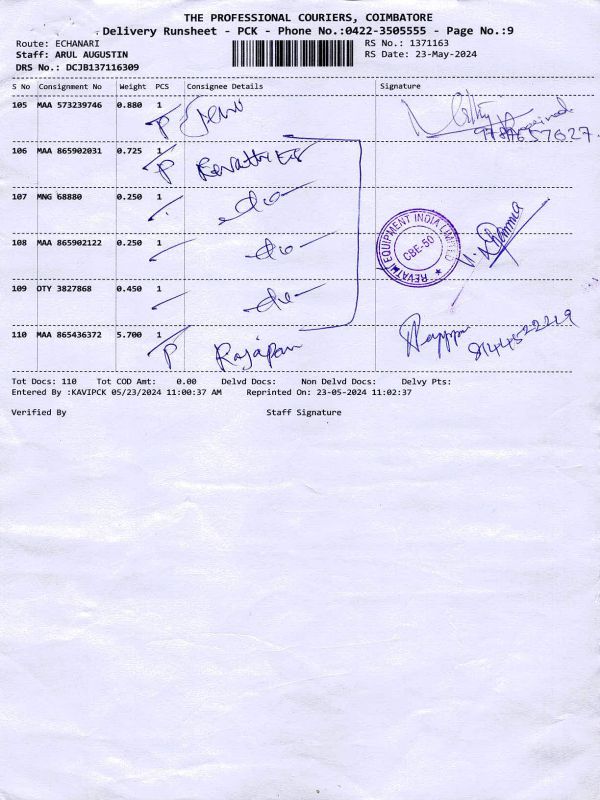 THE PROFESSIONAL COURIERS, COIMBATORE
Delivery Runsheet - PCK - Phone No.:0422-3505555 - Page No.:9
Route: ECHANARI RS No.: 1371163
Staff: ARUL AUGUSTIN RS Date: 23-May-2024
DRS No.: DCJB137116309
S No Consignment No Weight PCS Consignee Details Signature
105 MAA 573239746 0.880 1
P
106 MAA 865902031 0.725 1
P Revathi
107 MNG 68880 0.250 1
do
108 MAA 865902122 0.250 1
do
REVATHI EQUIPMENT INDIA LIMITED
CBE-50
109 OTY 3827868 0.450 1
do
110 MAA 865436372 5.700 1
P Rajapan
Tot Docs: 110 Tot COD Amt: 0.00 Delvd Docs: Non Delvd Docs: Delvy Pts:
Entered By :KAVIPCK 05/23/2024 11:00:37 AM Reprinted On: 23-05-2024 11:02:37
Verified By Staff Signature